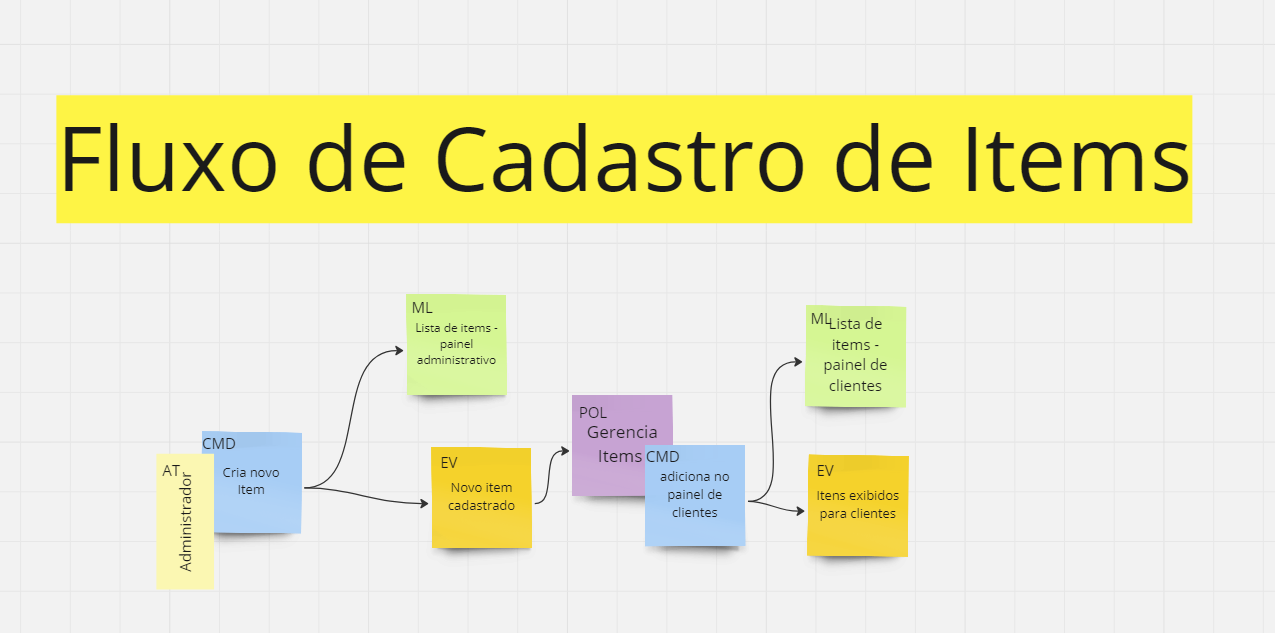 Fluxo de Cadastro de Items
ML
Lista de items -
painel
administrativo
ML
Lista de
items -
painel de
clientes
POL
Gerencia
Items
CMD
Cria novo
Item
AT
Administrador
EV
Novo item
cadastrado
CMD
adiciona no
painel de
clientes
EV
Itens exibidos
para clientes